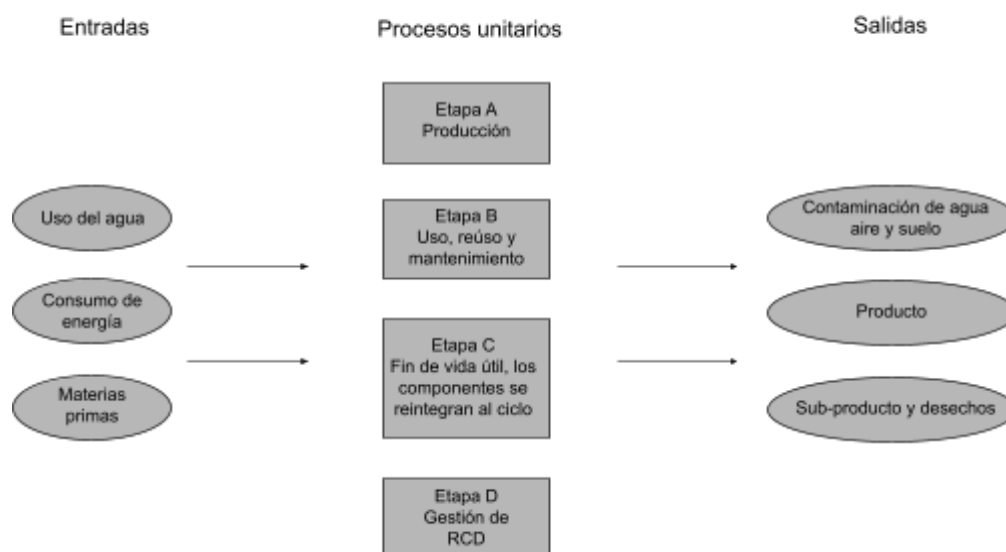 Entradas
Procesos unitarios
Salidas
Etapa A
Producción
Uso del agua
Etapa B
Uso, reúso y
mantenimiento
Contaminación de agua
aire y suelo
Consumo de
energía
Producto
Etapa C
Fin de vida útil, los
componentes se
reintegran al ciclo
Materias
primas
Sub-producto y desechos
Etapa D
Gestión de
RCD